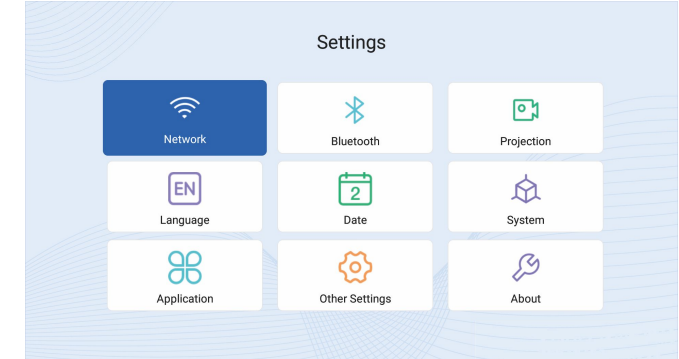 Settings
Network
Bluetooth
Projection
EN
Language
2
Date
System
Application
Other Settings
About